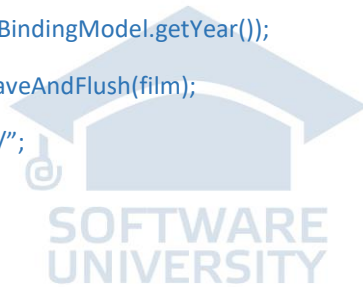 BindingModel.getYear());
aveAndFlush(film);
/”;
SOFTWARE
UNIVERSITY